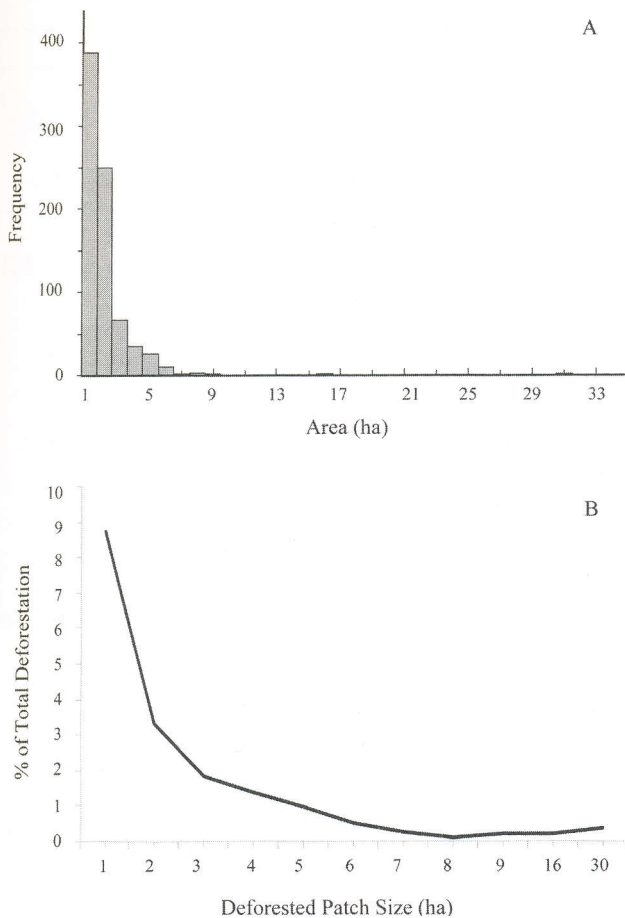 A
400
300
200
100
0
Frequency
1 5 9 13 17 21 25 29 33
Area (ha)
B
10
9
8
7
6
5
4
3
2
1
0
% of Total Deforestation
1 2 3 4 5 6 7 8 9 16 30
Deforested Patch Size (ha)